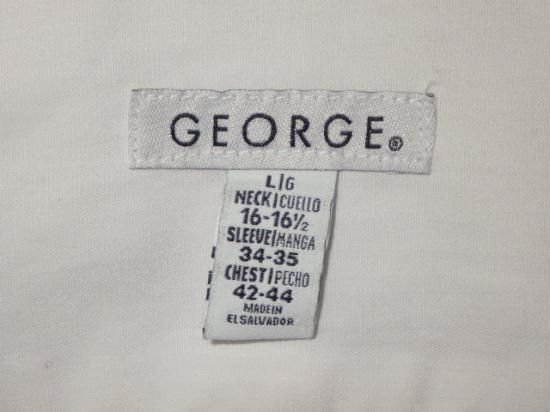 GEORGE®
L|G
NECK|CUELLO
16-16½
SLEEVE|MANGA
34-35
CHEST|PECHO
42-44
MADE IN
EL SALVADOR